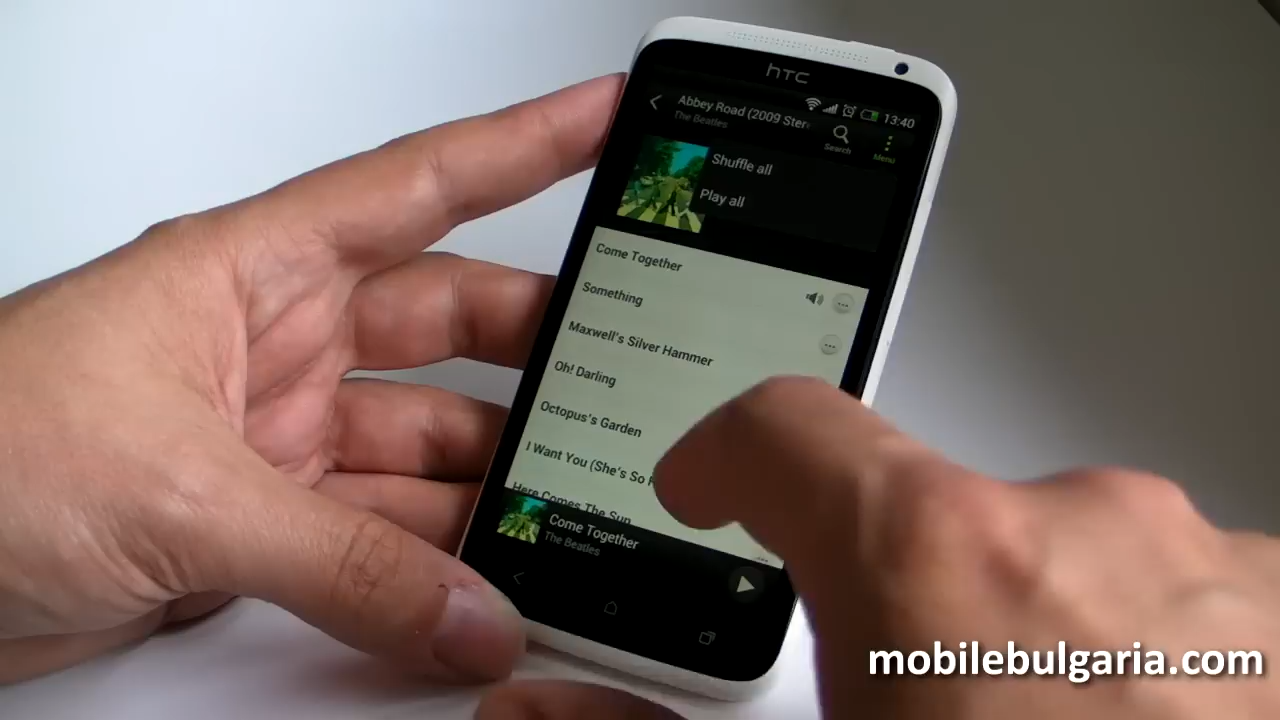 hTC
13:40
Abbey Road (2009 Ster
The Beatles
Search
Menu
Shuffle all
Play all
Come Together
Something
Maxwell's Silver Hammer
Oh! Darling
Octopus's Garden
I Want You (She's So
Here Comes The Sun
Come Together
The Beatles
mobilebulgaria.com